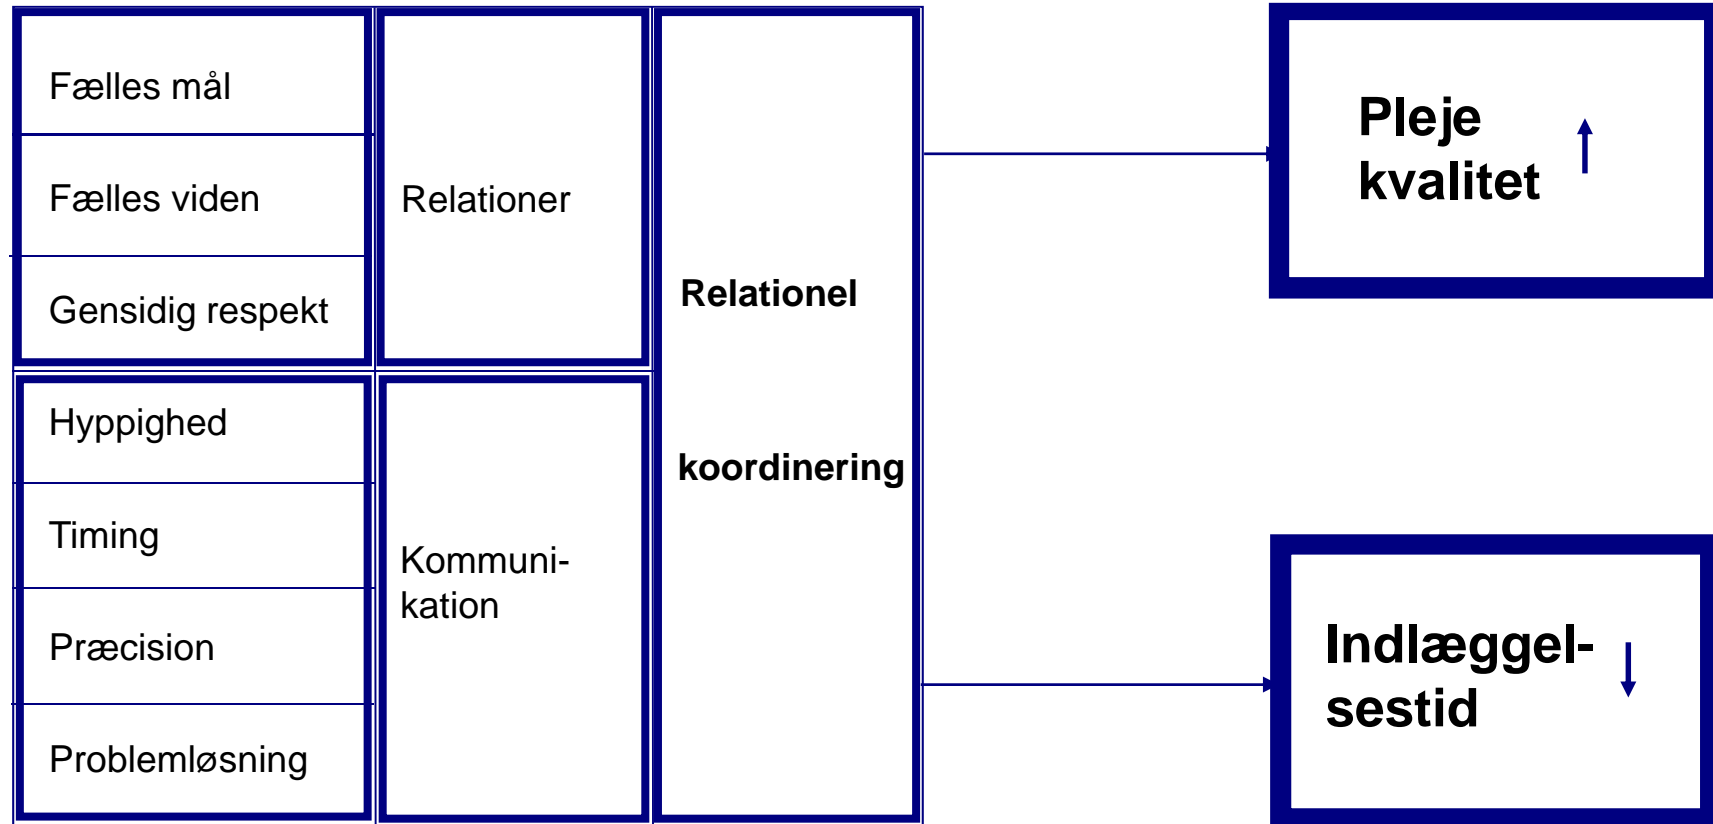 Fælles mål
Fælles viden
Gensidig respekt
Relationer
Hyppighed
Timing
Præcision
Problemløsning
Kommuni-
kation
Relationel
koordinering
Pleje
kvalitet
Indlæggel-
sestid